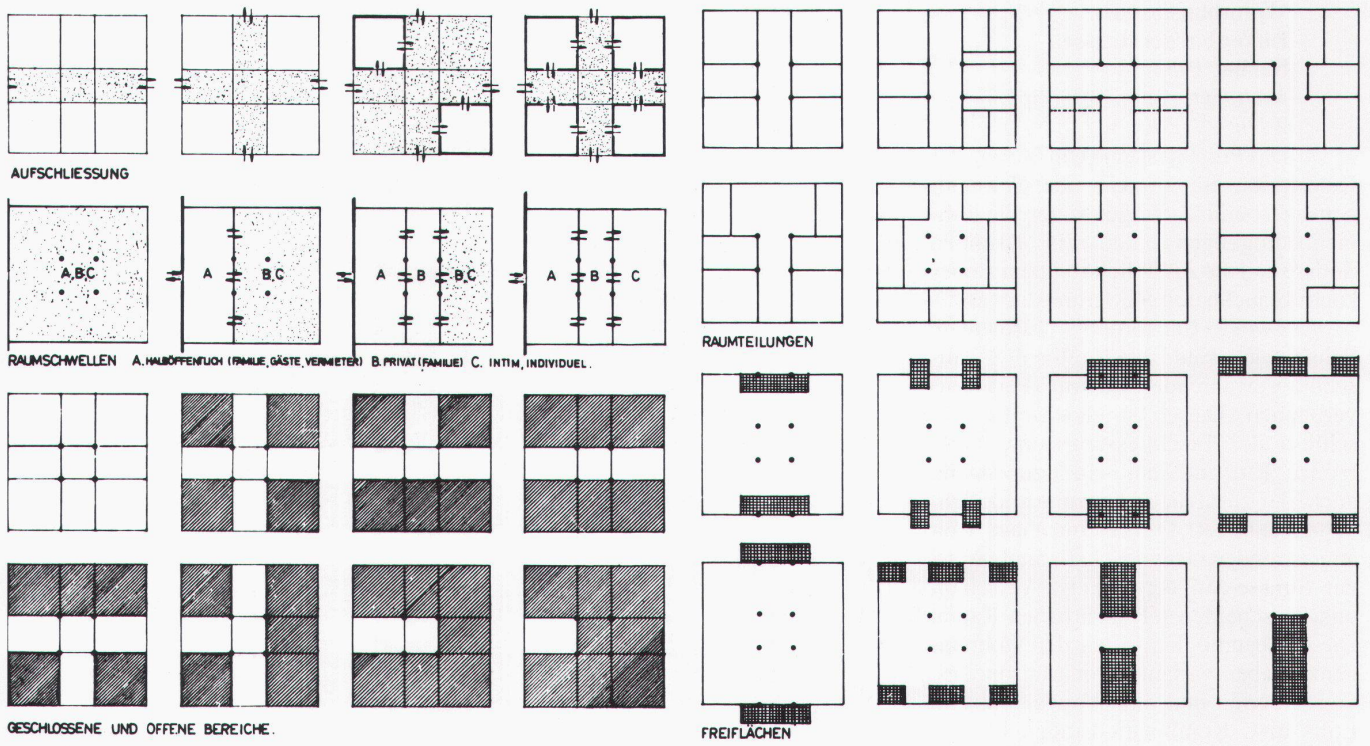 AUFSCHLIESSUNG
A,B,C
A
B,C
A
B
B,C
A
B
C
RAUMSCHWELLEN A. HALBÖFFENTLICH (FAMILIE, GÄSTE, VERMIETER) B. PRIVAT (FAMILIE) C. INTIM, INDIVIDUEL.
GESCHLOSSENE UND OFFENE BEREICHE.
RAUMTEILUNGEN
FREIFLÄCHEN